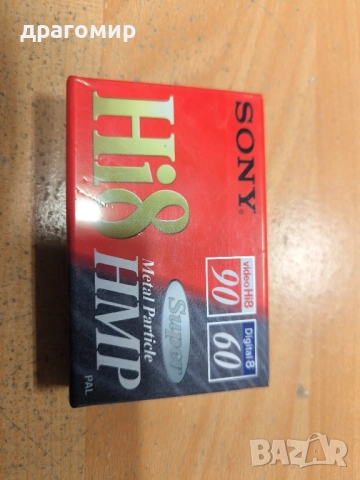 драгомир
SONY
Video Hi8
90
Digital 8
60
Super
Hi8
Metal Particle
HMP
PAL
BAZAR